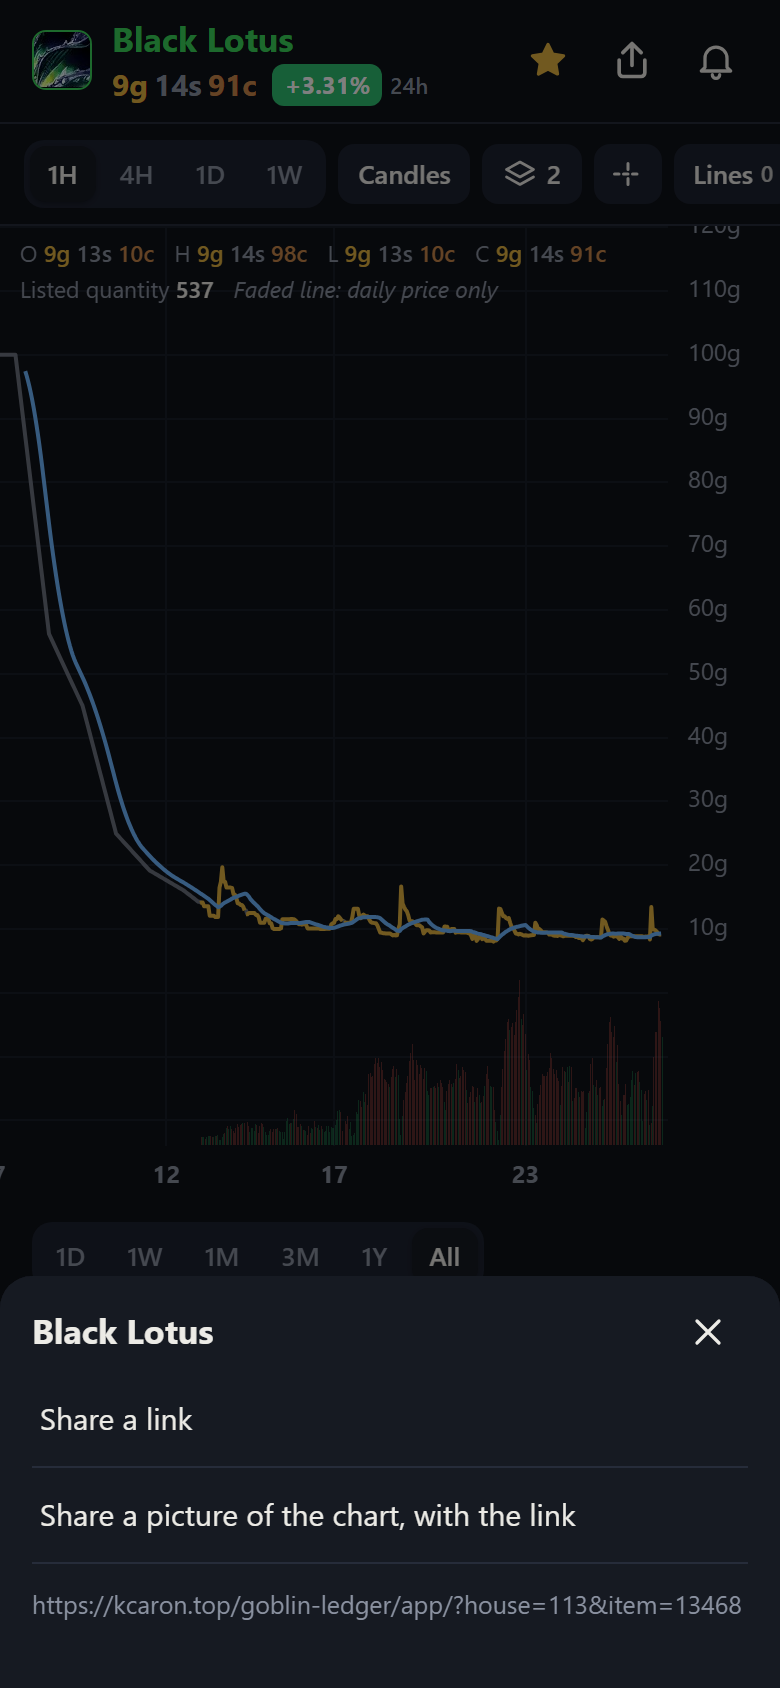 Black Lotus
9g 14s 91c +3.31% 24h
1H 4H 1D 1W Candles 2 Lines 0
120g
O 9g 13s 10c H 9g 14s 98c L 9g 13s 10c C 9g 14s 91c
Listed quantity 537 Faded line: daily price only
110g
100g
90g
80g
70g
60g
50g
40g
30g
20g
10g
7 12 17 23
1D 1W 1M 3M 1Y All
Black Lotus
Share a link
Share a picture of the chart, with the link
https://kcaron.top/goblin-ledger/app/?house=113&item=13468